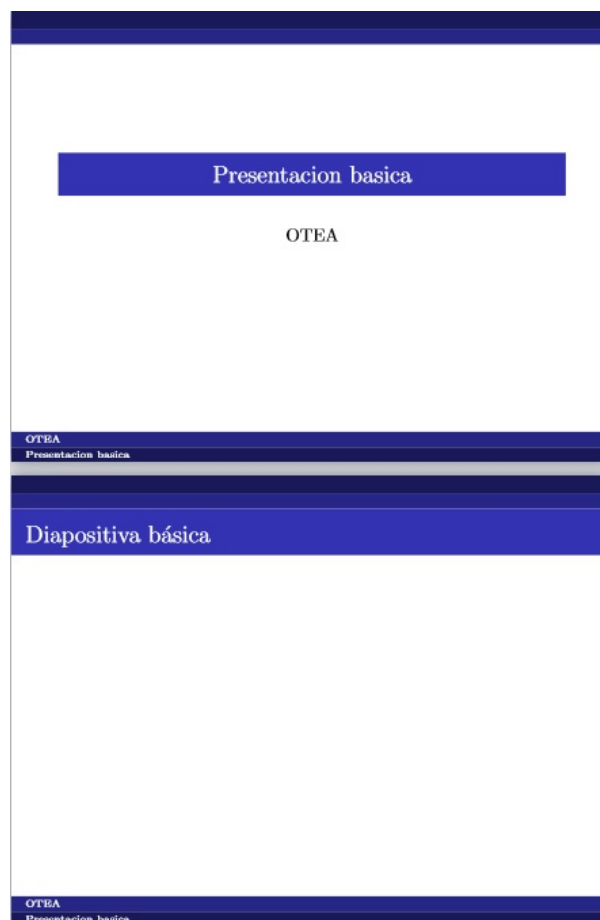 Presentacion basica
OTEA
OTEA
Presentacion basica
Diapositiva básica
OTEA
Presentacion basica